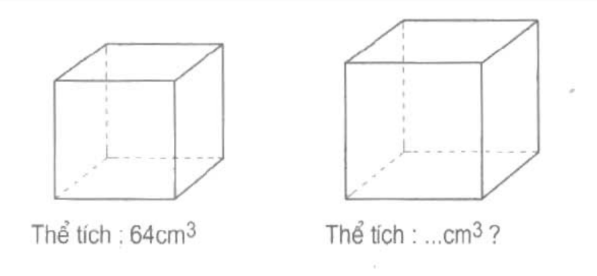 Thể tích : 64cm³
Thể tích : ...cm³ ?